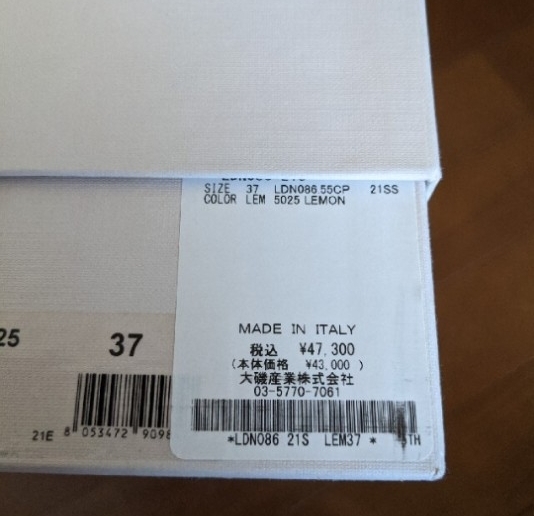 SIZE 37 LDN086.55CP 21SS
COLOR LEM 5025 LEMON
MADE IN ITALY
税込 ¥47,300
(本体価格 ¥43,000 )
大磯産業株式会社
03-5770-7061
*LDN086 21S LEM37 * 5TH
25
37
21E 8 053472 9098